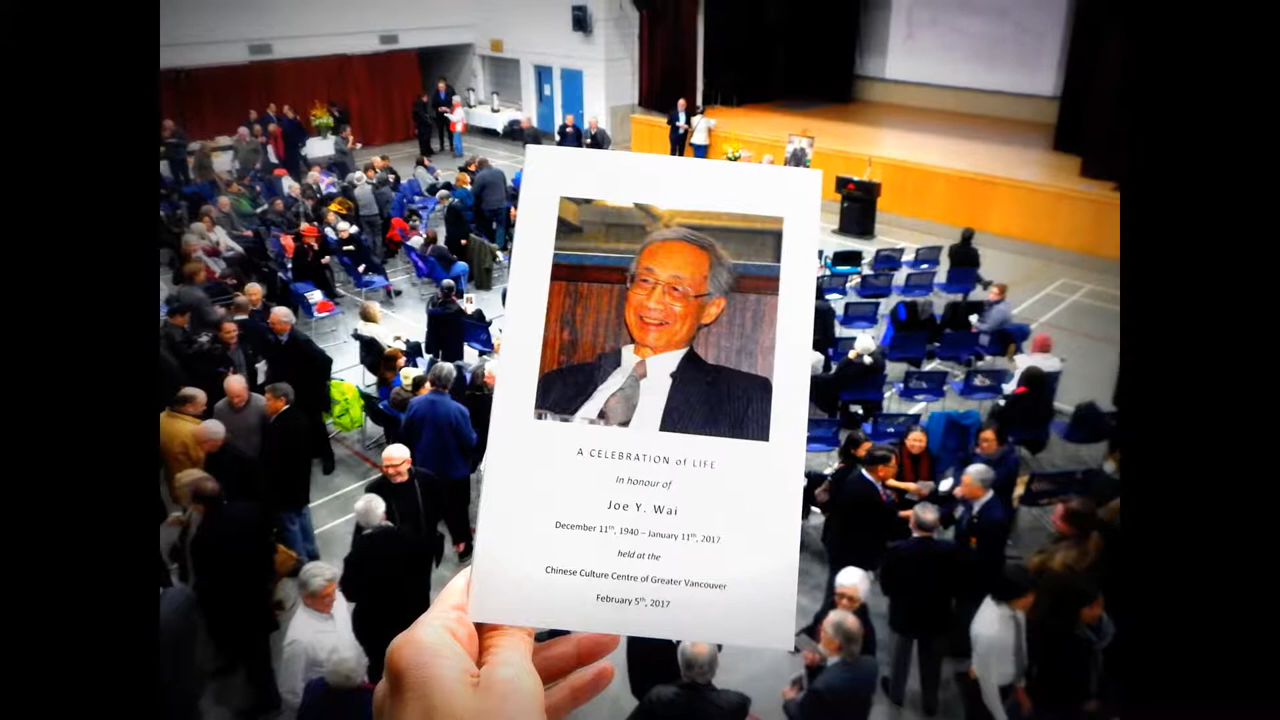 A CELEBRATION of LIFE
In honour of
Joe Y. Wai
December 11th, 1940 – January 11th, 2017
held at the
Chinese Culture Centre of Greater Vancouver
February 5th, 2017